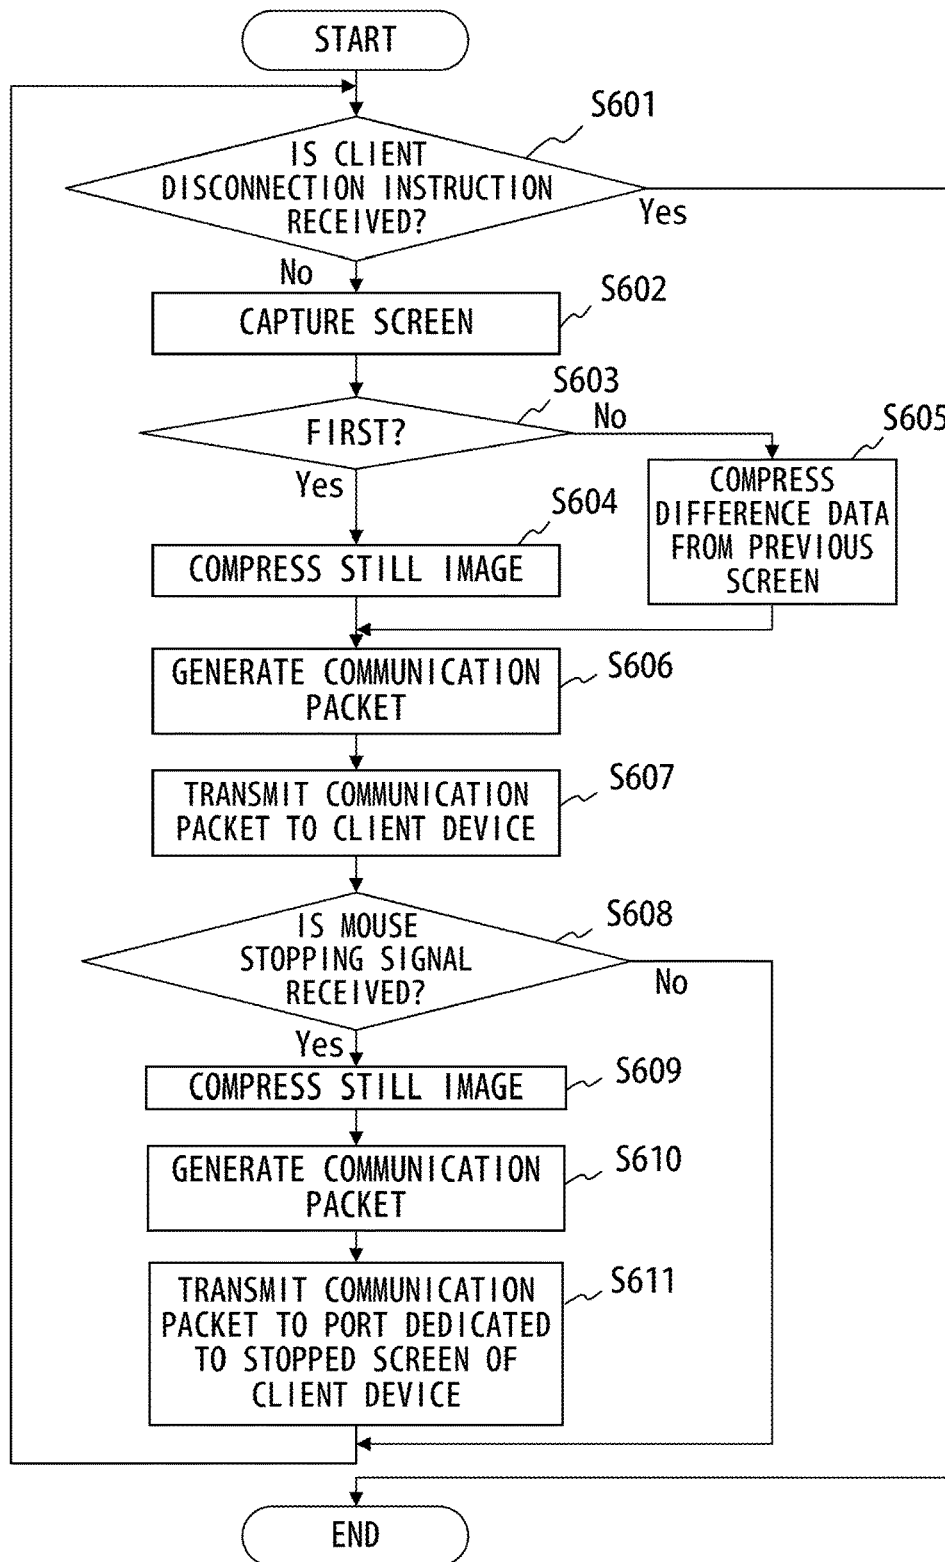 START
S601
IS CLIENT
DISCONNECTION INSTRUCTION
RECEIVED?
Yes
No
S602
CAPTURE SCREEN
S603
FIRST?
No
Yes
S605
COMPRESS
DIFFERENCE DATA
FROM PREVIOUS
SCREEN
S604
COMPRESS STILL IMAGE
S606
GENERATE COMMUNICATION
PACKET
S607
TRANSMIT COMMUNICATION
PACKET TO CLIENT DEVICE
S608
IS MOUSE
STOPPING SIGNAL
RECEIVED?
No
Yes
S609
COMPRESS STILL IMAGE
S610
GENERATE COMMUNICATION
PACKET
S611
TRANSMIT COMMUNICATION
PACKET TO PORT DEDICATED
TO STOPPED SCREEN OF
CLIENT DEVICE
END